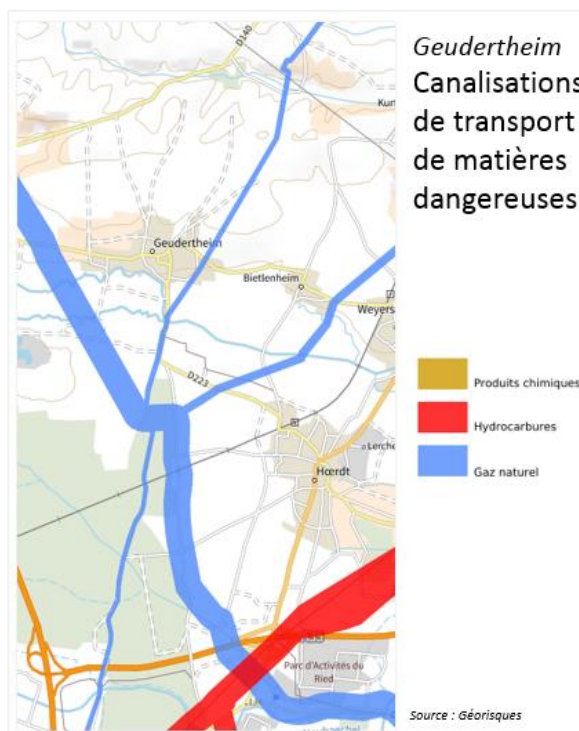 Geudertheim
Canalisations
de transport
de matières
dangereuses
D140
Kurt
Geudertheim
Bietlenheim
Weyers
D223
Lerche
Hœrdt
Parc d'Activités du
Ried
Produits chimiques
Hydrocarbures
Gaz naturel
Source : Géorisques